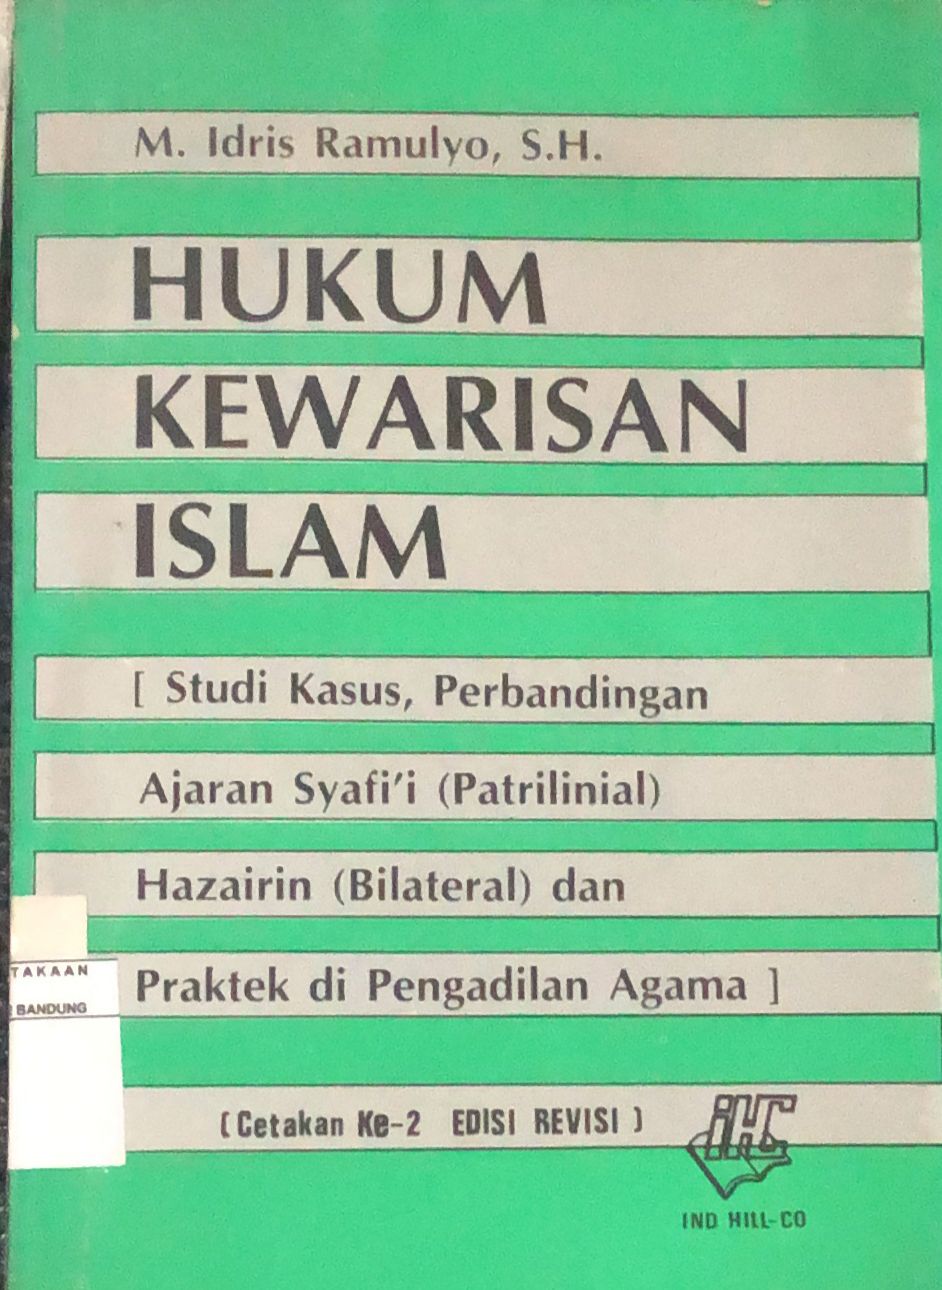 M. Idris Ramulyo, S.H.
HUKUM
KEWARISAN
ISLAM
[ Studi Kasus, Perbandingan
Ajaran Syafi'i (Patrilinial)
Hazairin (Bilateral) dan
Praktek di Pengadilan Agama ]
TAKAAN
BANDUNG
(Cetakan Ke-2 EDISI REVISI)
iHC
IND HILL-CO